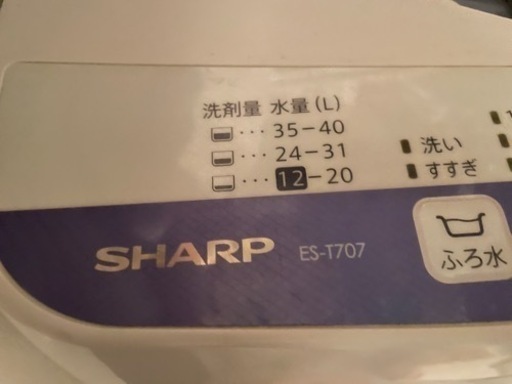 洗剤量 水量(L)
･･･ 35-40
･･･ 24-31
･･･ 12-20
洗い
すすぎ
SHARP ES-T707
ふろ水